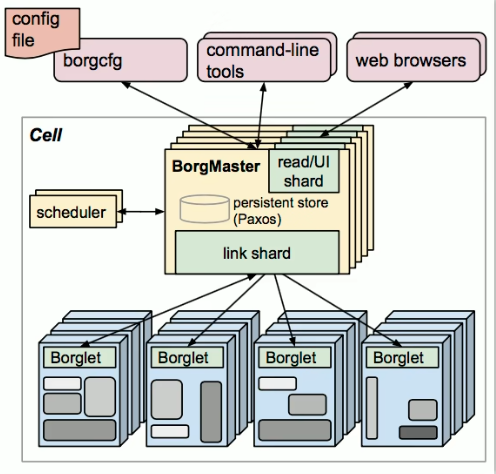 config
file
borgcfg
command-line
tools
web browsers
Cell
BorgMaster
read/UI
shard
persistent store
(Paxos)
scheduler
link shard
Borglet
Borglet
Borglet
Borglet